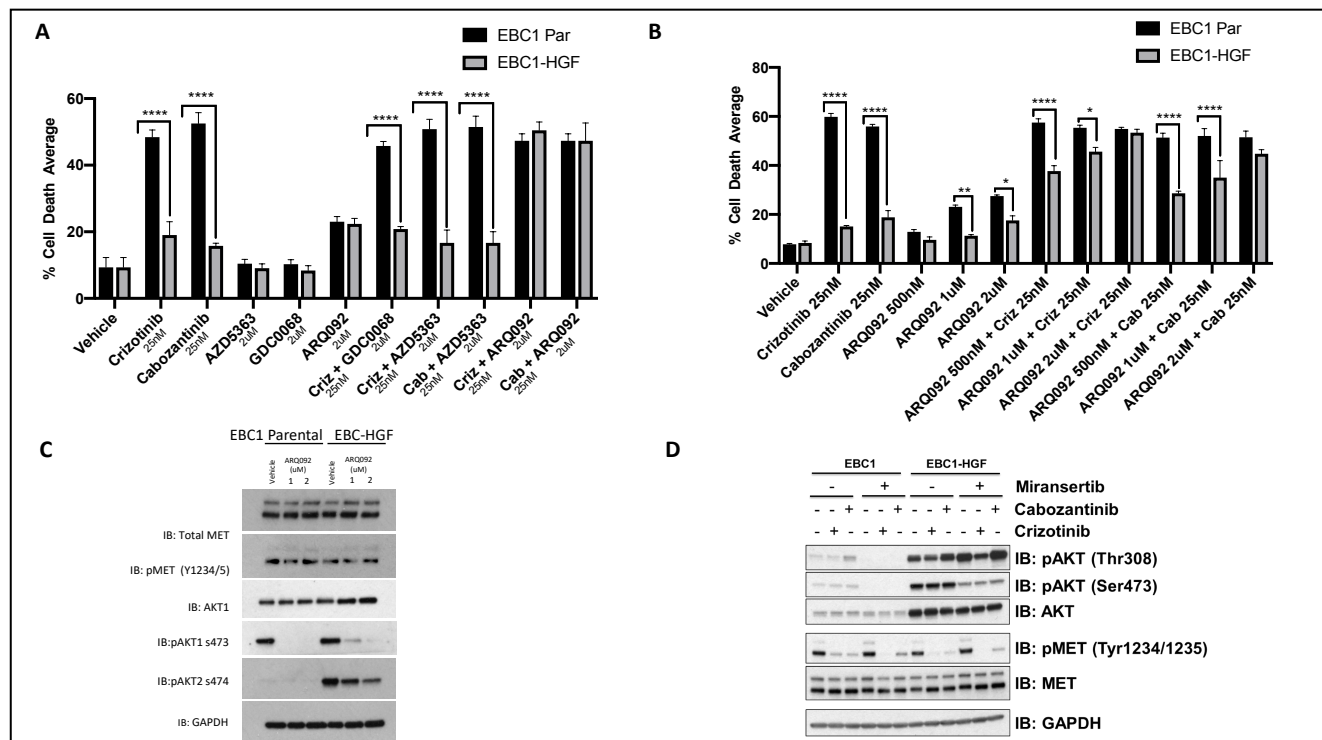 A
EBC1 Par
EBC1-HGF
% Cell Death Average
60
40
20
0
**** **** **** **** ****
Vehicle
Crizotinib 25nM
Cabozantinib 25nM
AZD5363 2uM
GDC0068 2uM
ARQ092 2uM
Criz + GDC0068 25nM 2uM
Criz + AZD5363 25nM 2uM
Cab + AZD5363 25nM 2uM
Criz + ARQ092 25nM 2uM
Cab + ARQ092 25nM 2uM
B
EBC1 Par
EBC1-HGF
% Cell Death Average
80
60
40
20
0
**** **** ** * **** * **** ****
Vehicle
Crizotinib 25nM
Cabozantinib 25nM
ARQ092 500nM
ARQ092 1uM
ARQ092 2uM
ARQ092 500nM + Criz 25nM
ARQ092 1uM + Criz 25nM
ARQ092 2uM + Criz 25nM
ARQ092 500nM + Cab 25nM
ARQ092 1uM + Cab 25nM
ARQ092 2uM + Cab 25nM
C
EBC1 Parental EBC-HGF
Vehicle ARQ092 (uM) 1 2 Vehicle ARQ092 (uM) 1 2
IB: Total MET
IB: pMET (Y1234/5)
IB: AKT1
IB:pAKT1 s473
IB:pAKT2 s474
IB: GAPDH
D
EBC1 EBC1-HGF
- + - + Miransertib
- - + - - + - - + - - + Cabozantinib
- + - - + - - + - - + - Crizotinib
IB: pAKT (Thr308)
IB: pAKT (Ser473)
IB: AKT
IB: pMET (Tyr1234/1235)
IB: MET
IB: GAPDH